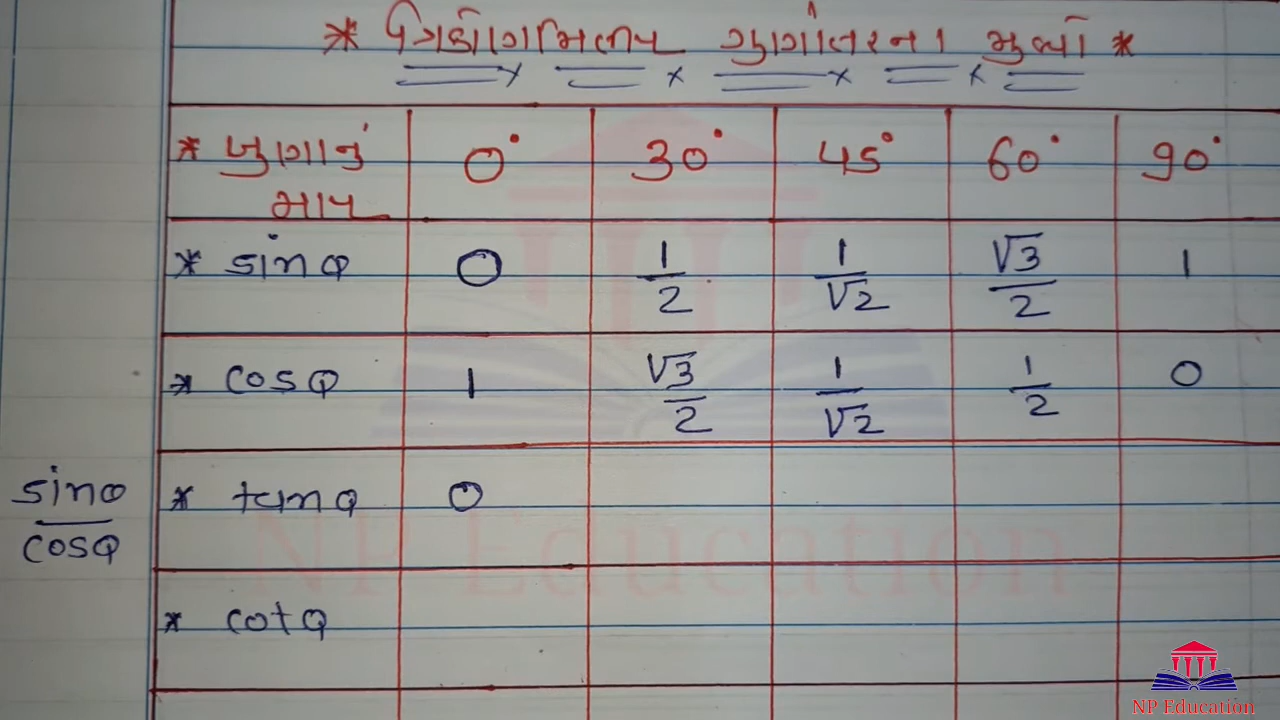 * ત્રિકોણમિતીય ગુણોત્તરના મુલ્યો *
* ખુણાનું માપ 0° 30° 45° 60° 90°
* sinθ 0 1/2 1/√2 √3/2 1
* cosθ 1 √3/2 1/√2 1/2 0
sinθ/cosθ * tanθ 0
* cotθ
NP Education
NP Education